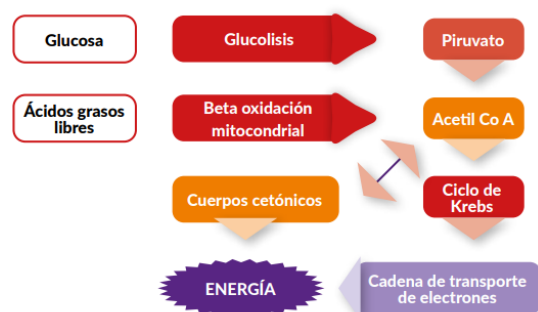 Glucosa
Glucolisis
Piruvato
Ácidos grasos
libres
Beta oxidación
mitocondrial
Acetil Co A
Cuerpos cetónicos
Ciclo de
Krebs
ENERGÍA
Cadena de transporte
de electrones